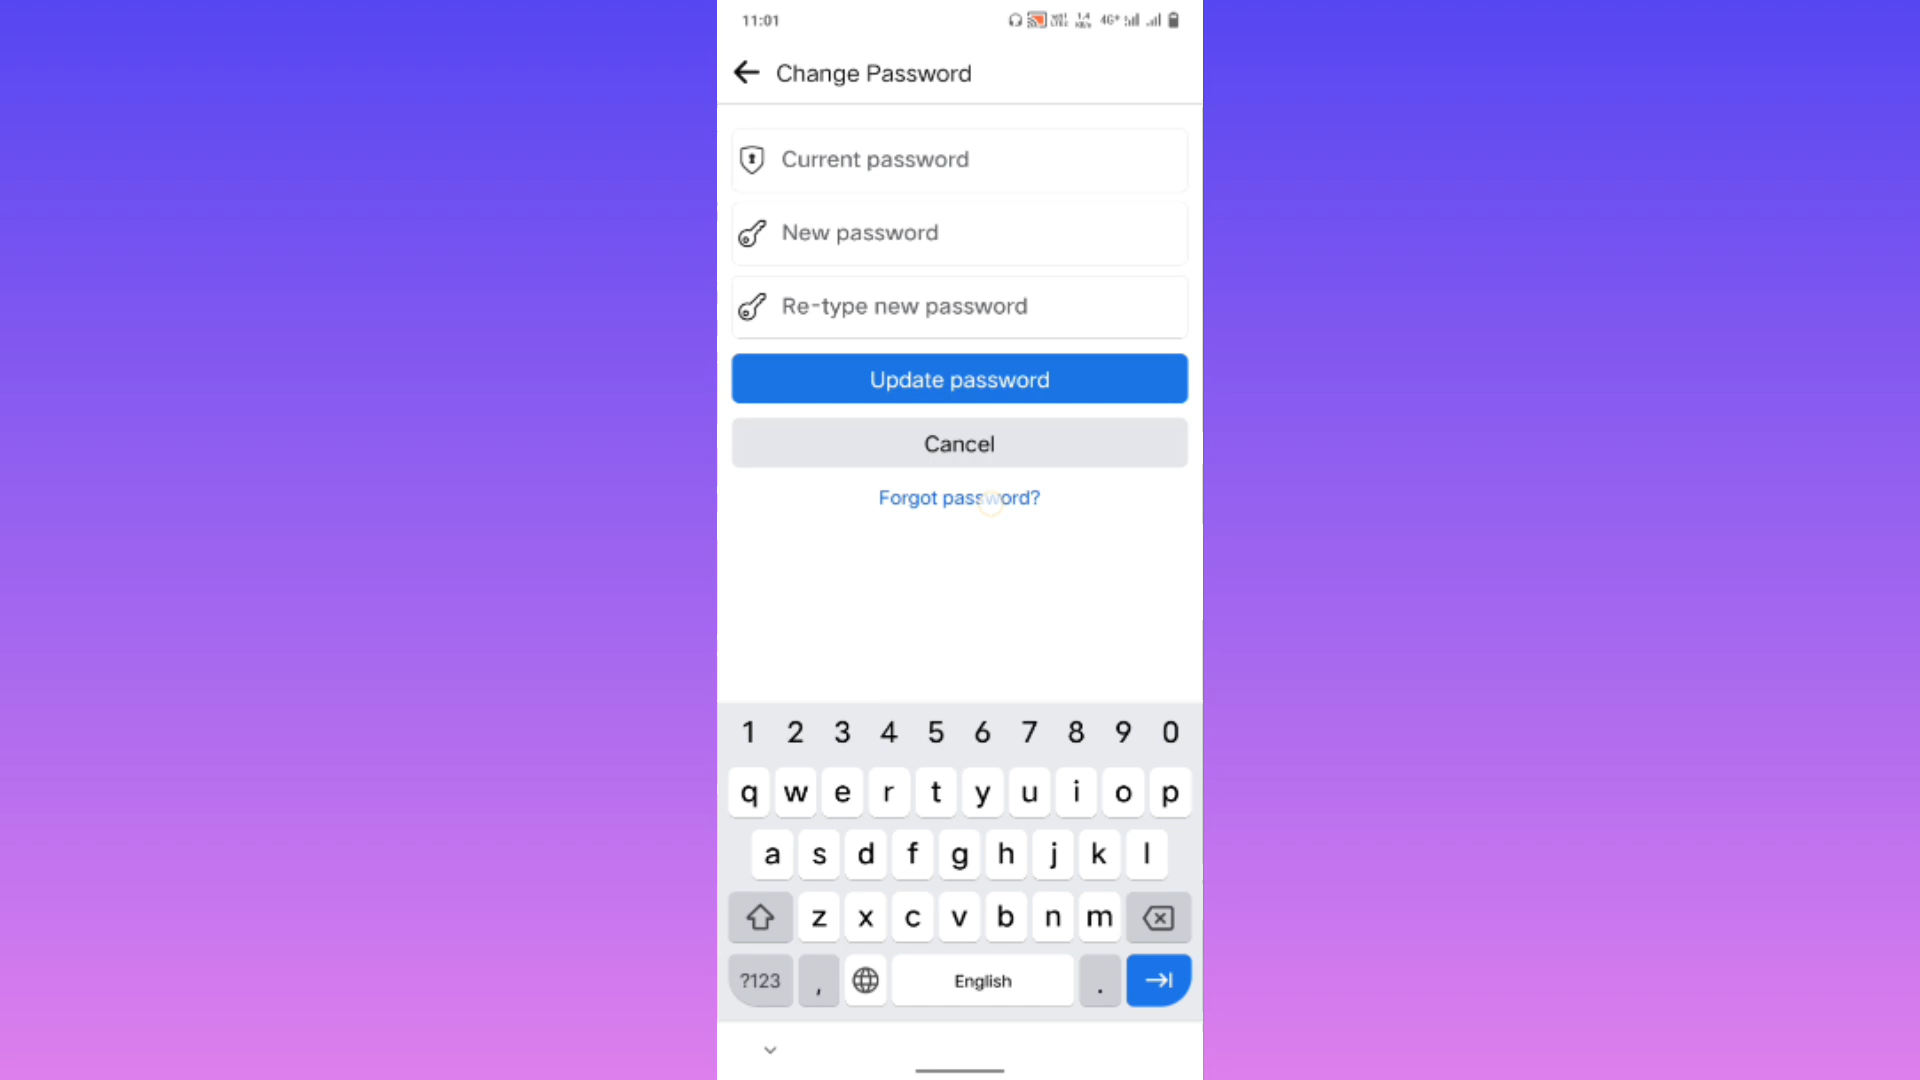 11:01
4G+
Change Password
Current password
New password
Re-type new password
Update password
Cancel
Forgot password?
1 2 3 4 5 6 7 8 9 0
q w e r t y u i o p
a s d f g h j k l
z x c v b n m
?123 , English .